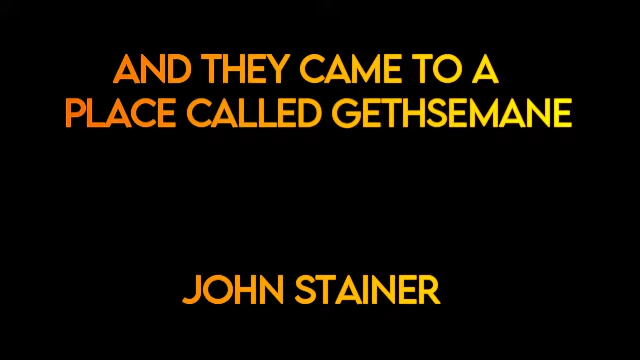 AND THEY CAME TO A
PLACE CALLED GETHSEMANE
JOHN STAINER